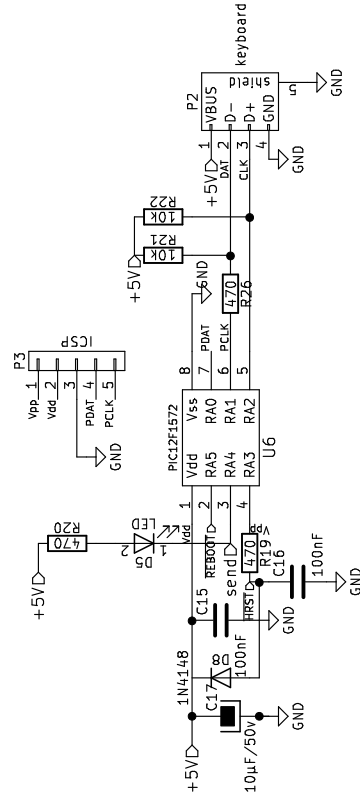 keyboard
P2
shield
VBUS
D-
D+
GND
1
2
3
4
5
+5V
DAT
CLK
GND
GND
R22
10k
R21
10k
+5V
470
R26
GND
P3
ICSP
1
2
3
4
5
Vpp
Vdd
PDAT
PCLK
GND
8
7
6
5
PDAT
PCLK
PIC12F1572
Vss
RA0
RA1
RA2
Vdd
RA5
RA4
RA3
U6
1
2
3
4
R20
470
+5V
D5
LED
2
1
Vdd
REBOOT
send
Vpp
470
R19
HRST
C16
100nF
GND
C15
100nF
GND
1N4148
D8
C17
10µF/50v
+5V
GND